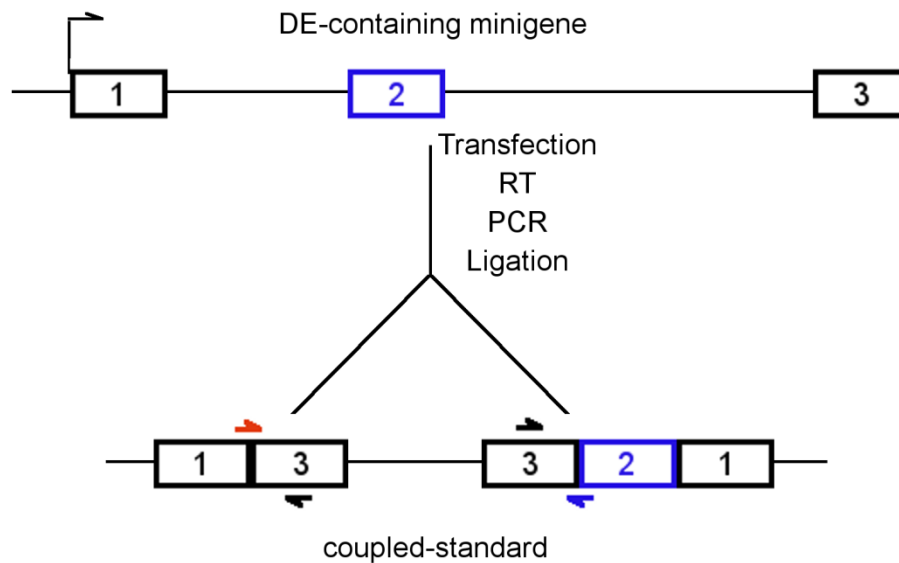 DE-containing minigene
1 2 3
Transfection
RT
PCR
Ligation
1 3 3 2 1
coupled-standard